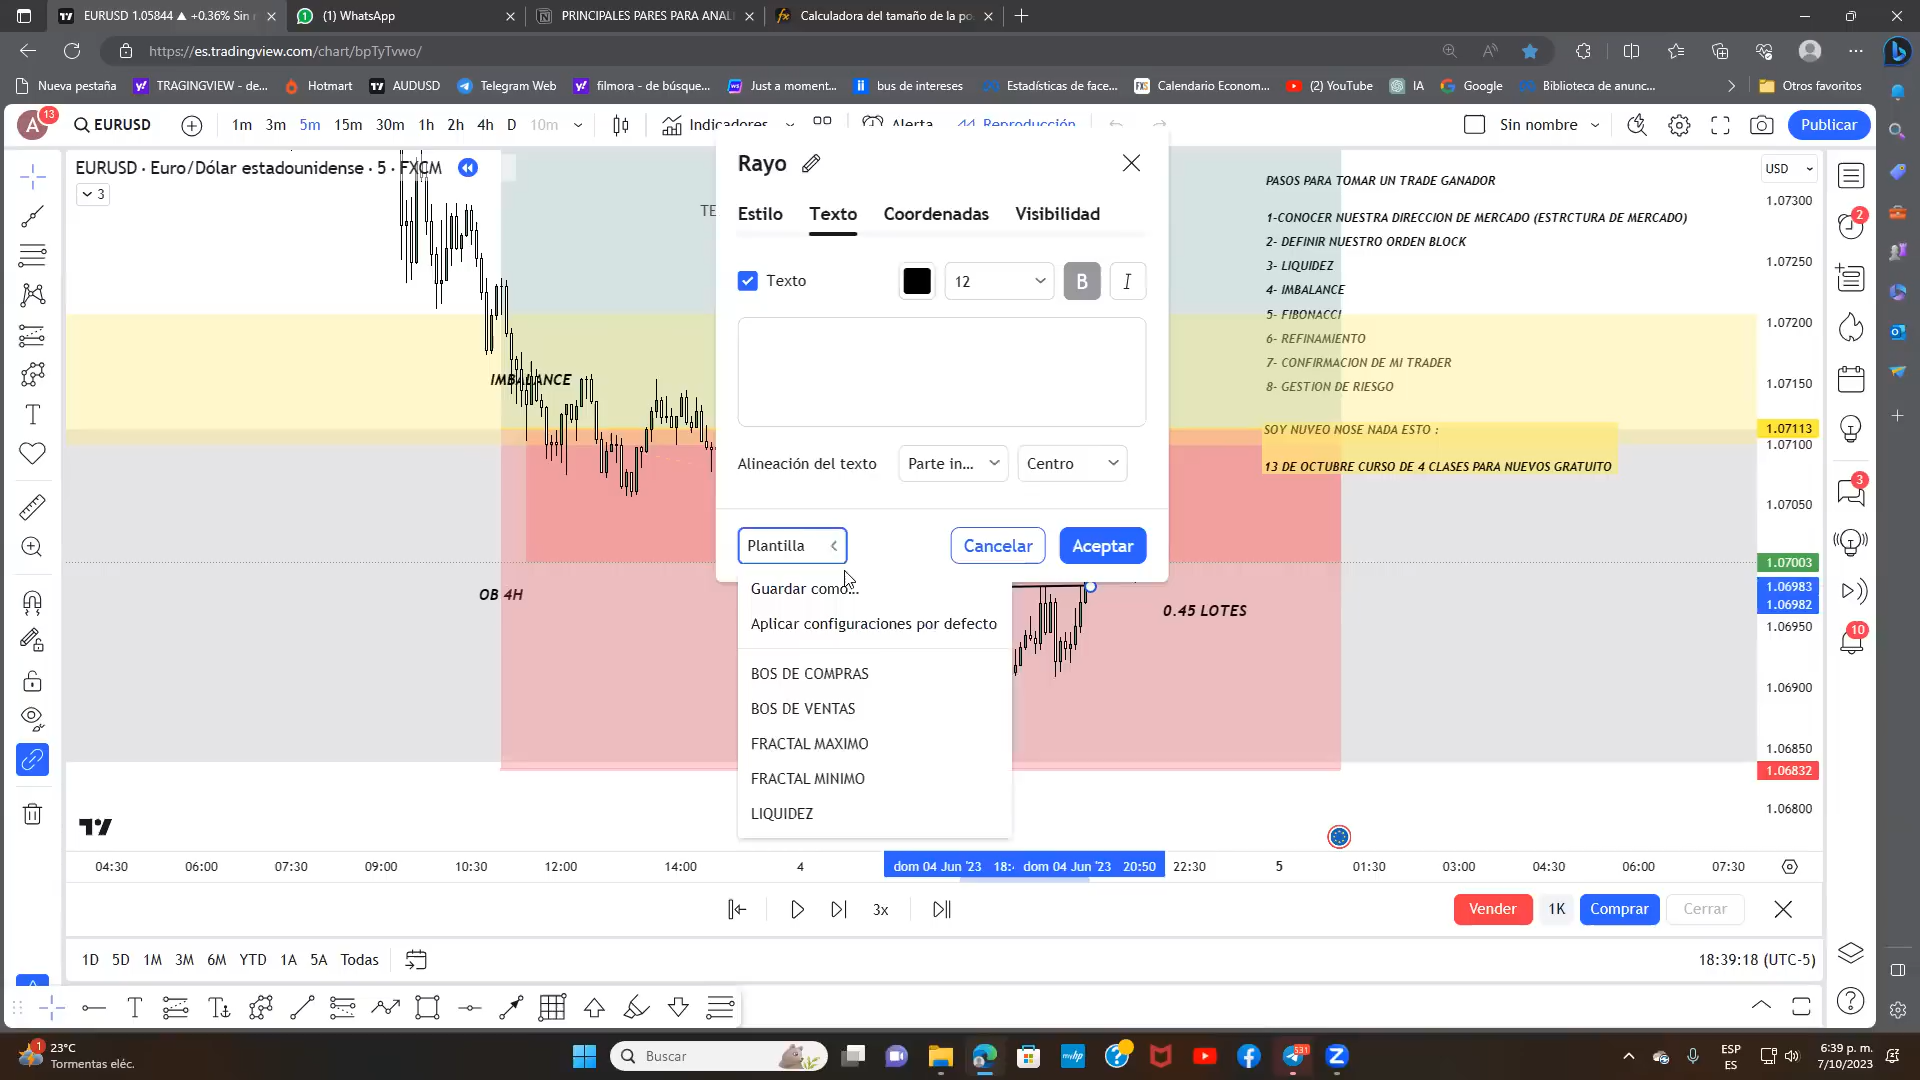 EURUSD 1.05844 ▲ +0.36% Sin
(1) WhatsApp
PRINCIPALES PARES PARA ANAL
Calculadora del tamaño de la po
https://es.tradingview.com/chart/bpTyTvwo/
Nueva pestaña
TRAGINGVIEW - de...
Hotmart
AUDUSD
Telegram Web
filmora - de búsque...
Just a moment...
bus de intereses
Estadísticas de face...
Calendario Econom...
(2) YouTube
IA
Google
Biblioteca de anunc...
Otros favoritos
A
13
EURUSD
1m 3m 5m 15m 30m 1h 2h 4h D 10m
Indicadores
Alerta
Reproducción
Sin nombre
Publicar
EURUSD · Euro/Dólar estadounidense · 5 · FXCM
3
TE
Rayo
Estilo
Texto
Coordenadas
Visibilidad
Texto
12
B
I
Alineación del texto
Parte in...
Centro
Plantilla
Cancelar
Aceptar
Guardar como...
Aplicar configuraciones por defecto
BOS DE COMPRAS
BOS DE VENTAS
FRACTAL MAXIMO
FRACTAL MINIMO
LIQUIDEZ
IMBALANCE
OB 4H
0.45 LOTES
PASOS PARA TOMAR UN TRADE GANADOR
1-CONOCER NUESTRA DIRECCION DE MERCADO (ESTRCTURA DE MERCADO)
2- DEFINIR NUESTRO ORDEN BLOCK
3- LIQUIDEZ
4- IMBALANCE
5- FIBONACCI
6- REFINAMIENTO
7- CONFIRMACION DE MI TRADER
8- GESTION DE RIESGO
SOY NUVEO NOSE NADA ESTO :
13 DE OCTUBRE CURSO DE 4 CLASES PARA NUEVOS GRATUITO
USD
1.07300
1.07250
1.07200
1.07150
1.07113
1.07100
1.07050
1.07003
1.06983
1.06982
1.06950
1.06900
1.06850
1.06832
1.06800
2
3
10
04:30 06:00 07:30 09:00 10:30 12:00 14:00 4 dom 04 Jun '23 18:4 dom 04 Jun '23 20:50 22:30 5 01:30 03:00 04:30 06:00 07:30
3x
Vender
1K
Comprar
Cerrar
1D 5D 1M 3M 6M YTD 1A 5A Todas
18:39:18 (UTC-5)
1
23°C
Tormentas eléc.
Buscar
531
ESP
ES
6:39 p. m.
7/10/2023